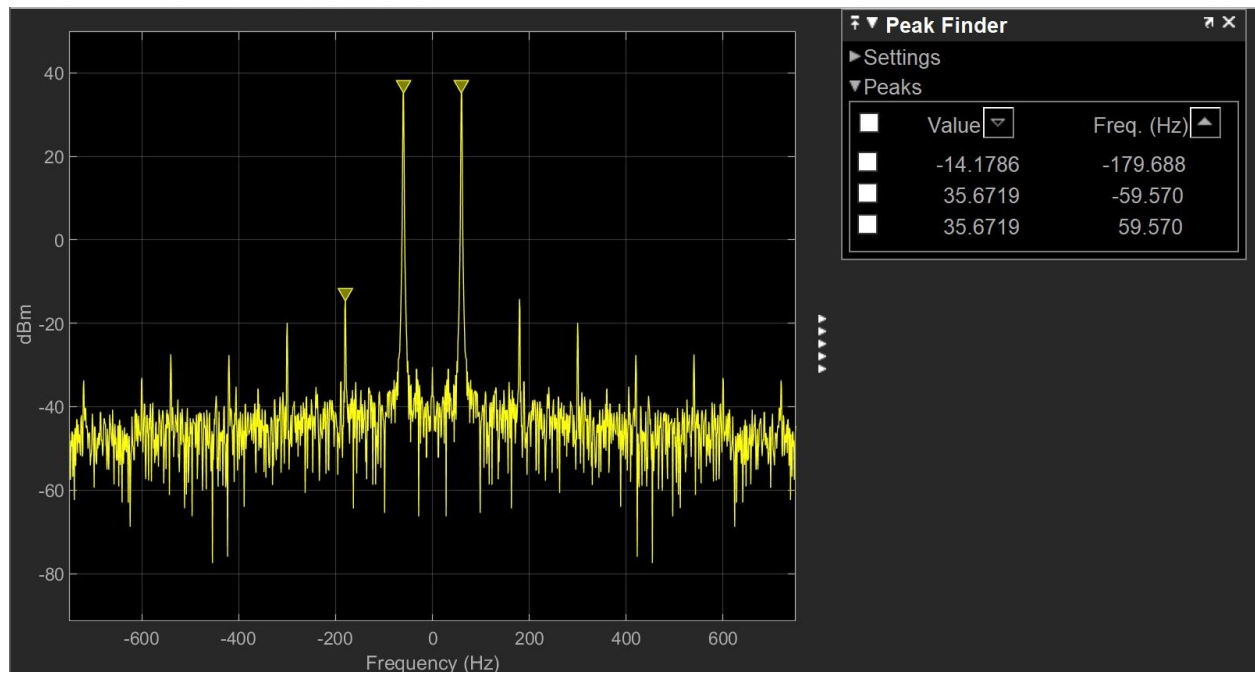 40
20
0
-20
-40
-60
-80
dBm
-600 -400 -200 0 200 400 600
Frequency (Hz)
Peak Finder
Settings
Peaks
Value Freq. (Hz)
-14.1786 -179.688
35.6719 -59.570
35.6719 59.570